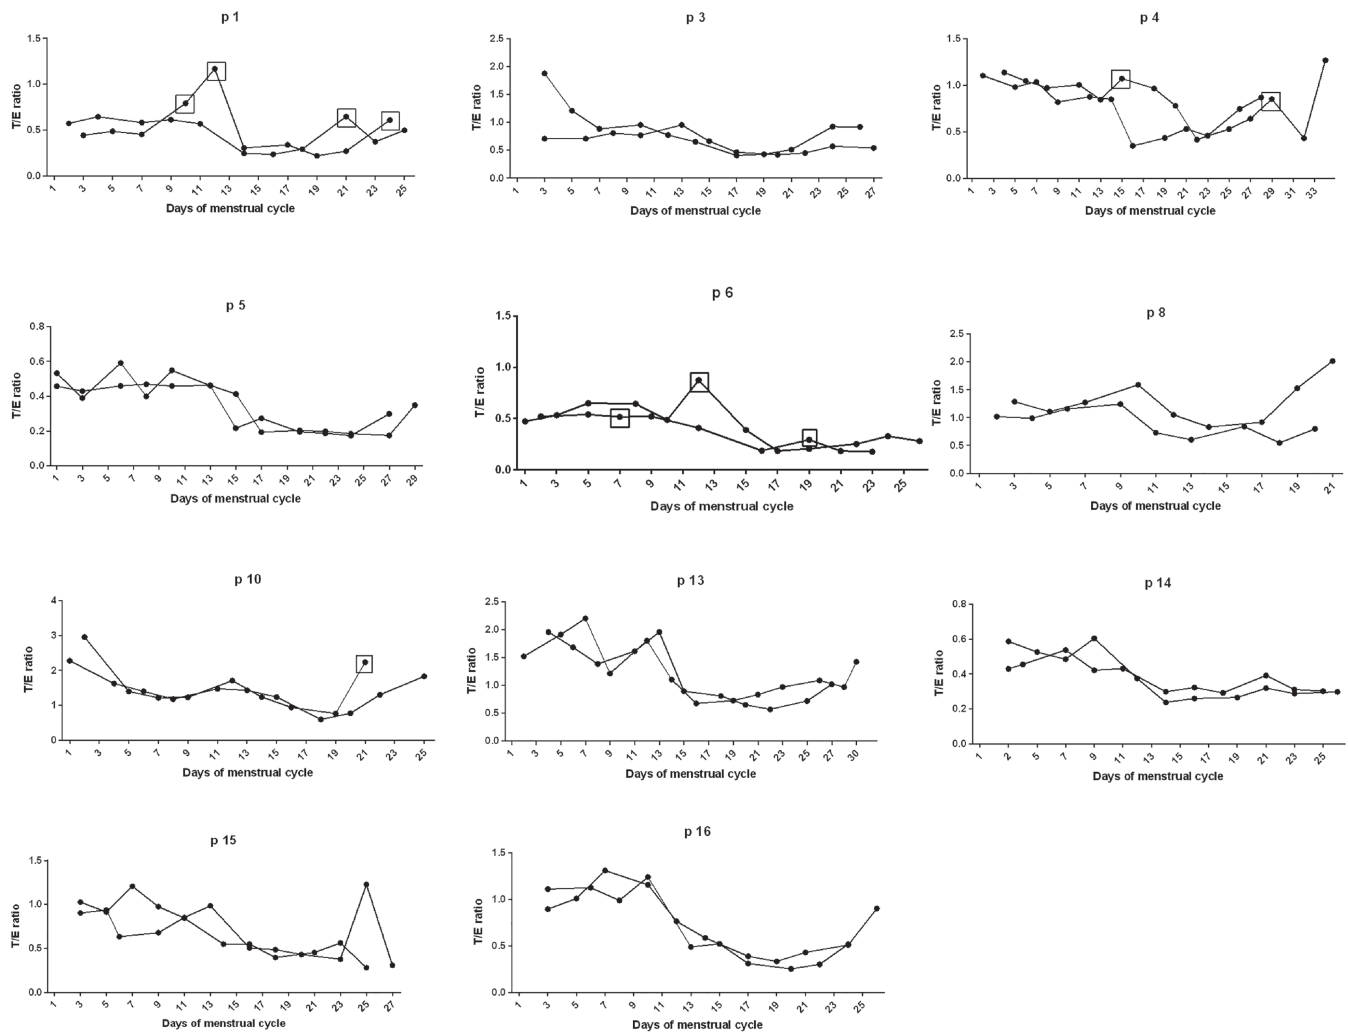 p 1
T/E ratio
1.5
1.0
0.5
0.0
1 3 5 7 9 11 13 15 17 19 21 23 25
Days of menstrual cycle
p 3
T/E ratio
2.5
2.0
1.5
1.0
0.5
0.0
1 3 5 7 9 11 13 15 17 19 21 23 25 27
Days of menstrual cycle
p 4
T/E ratio
1.5
1.0
0.5
0.0
1 3 5 7 9 11 13 15 17 19 21 23 25 27 29 31 33
Days of menstrual cycle
p 5
T/E ratio
0.8
0.6
0.4
0.2
0.0
1 3 5 7 9 11 13 15 17 19 21 23 25 27 29
Days of menstrual cycle
p 6
T/E ratio
1.5
1.0
0.5
0.0
1 3 5 7 9 11 13 15 17 19 21 23 25
Days of menstrual cycle
p 8
T/E ratio
2.5
2.0
1.5
1.0
0.5
0.0
1 3 5 7 9 11 13 15 17 19 21
Days of menstrual cycle
p 10
T/E ratio
4
3
2
1
0
1 3 5 7 9 11 13 15 17 19 21 23 25
Days of menstrual cycle
p 13
T/E ratio
2.5
2.0
1.5
1.0
0.5
0.0
1 3 5 7 9 11 13 15 17 19 21 23 25 27 30
Days of menstrual cycle
p 14
T/E ratio
0.8
0.6
0.4
0.2
0.0
1 2 5 7 9 11 12 14 16 19 21 23 25
Days of menstrual cycle
p 15
T/E ratio
1.5
1.0
0.5
0.0
1 3 5 7 9 11 13 15 17 19 21 23 25 27
Days of menstrual cycle
p 16
T/E ratio
1.5
1.0
0.5
0.0
1 3 5 7 9 11 13 15 17 19 21 23 25
Days of menstrual cycle